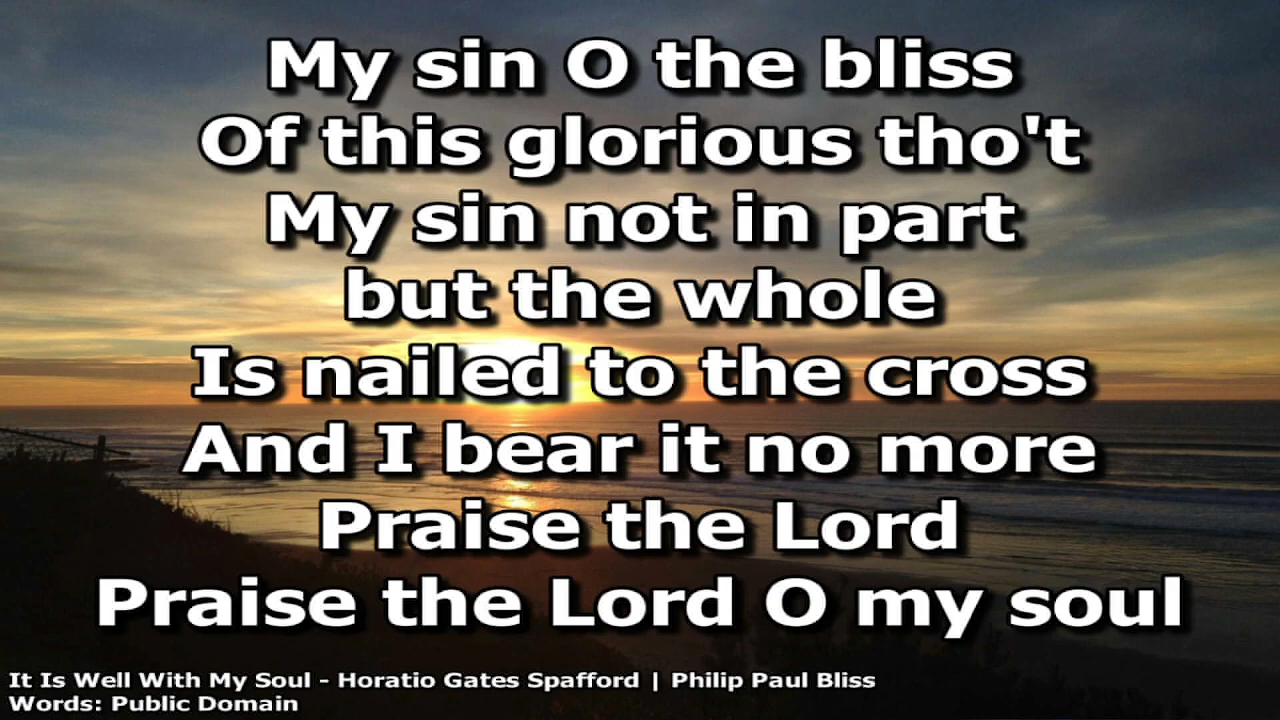 My sin O the bliss
Of this glorious tho't
My sin not in part
but the whole
Is nailed to the cross
And I bear it no more
Praise the Lord
Praise the Lord O my soul
It Is Well With My Soul - Horatio Gates Spafford | Philip Paul Bliss
Words: Public Domain